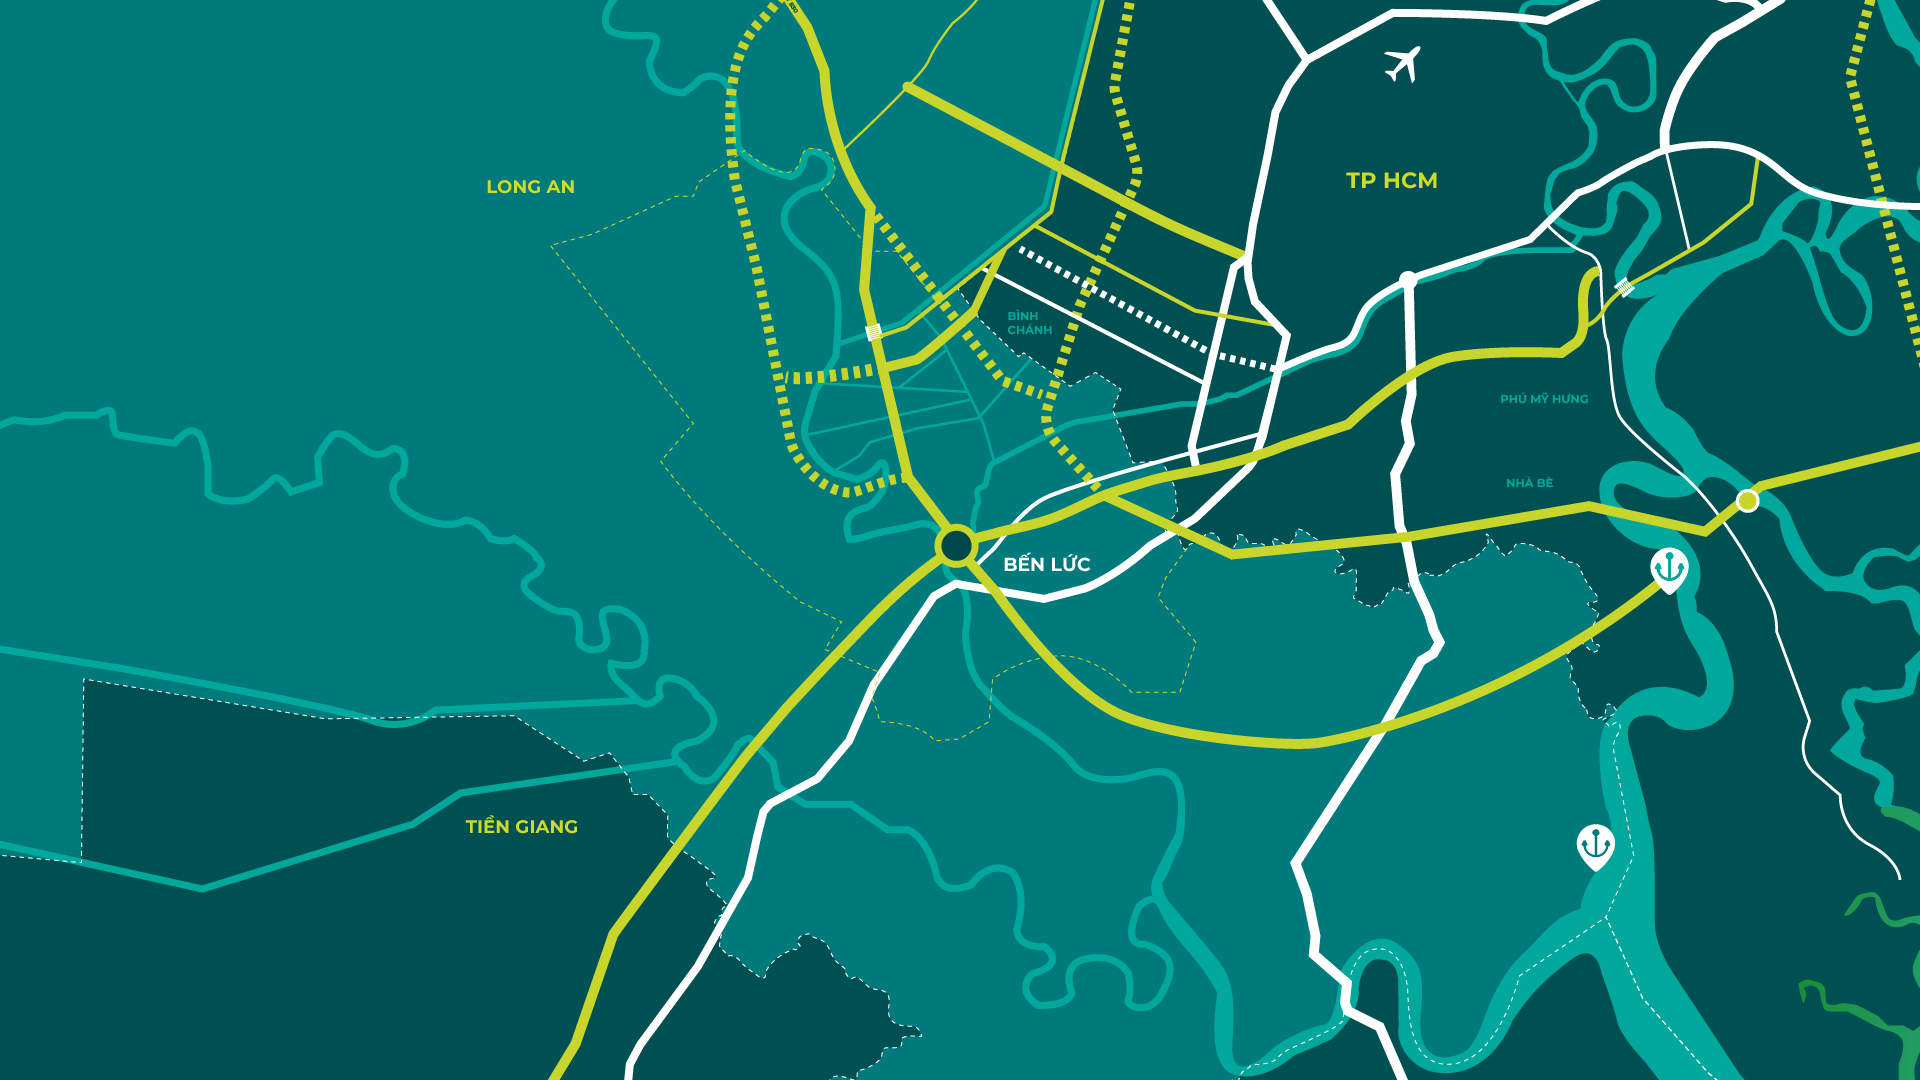 LONG AN
TP HCM
BÌNH
CHÁNH
PHÚ MỸ HƯNG
NHÀ BÈ
BẾN LỨC
TIỀN GIANG